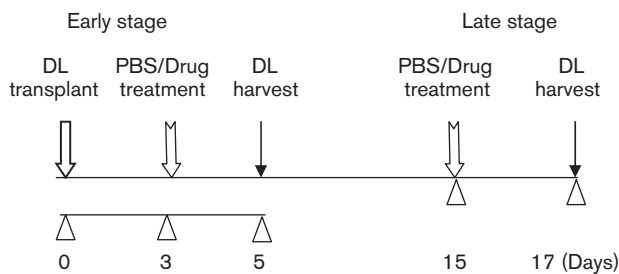 Early stage
Late stage
DL transplant
PBS/Drug treatment
DL harvest
PBS/Drug treatment
DL harvest
0 3 5 15 17 (Days)